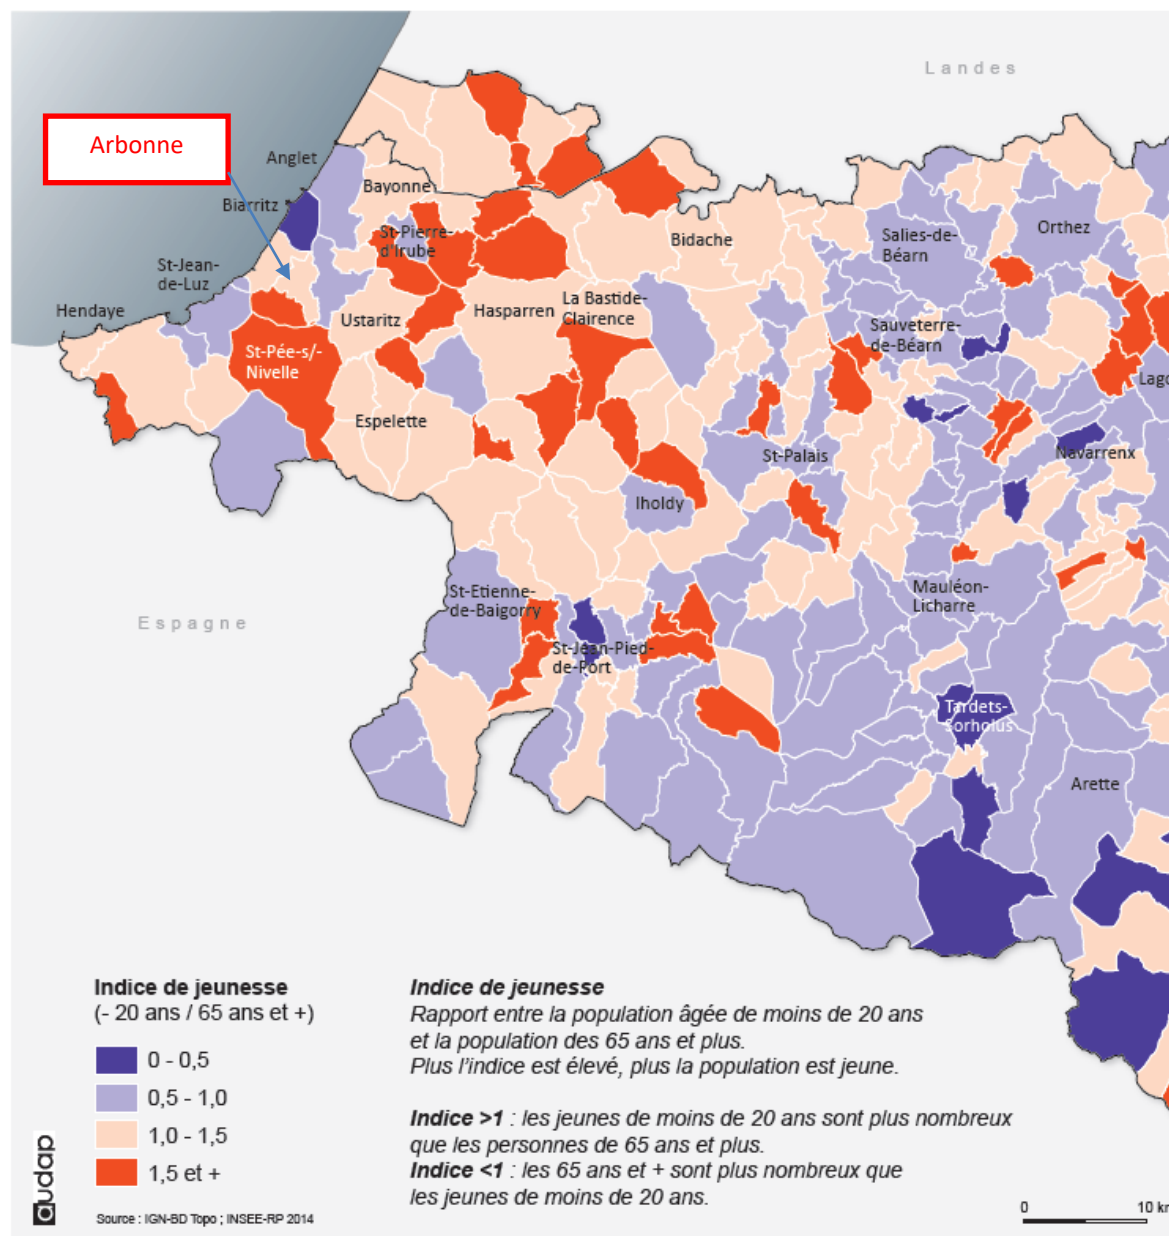 Landes
Arbonne
Anglet
Bayonne
Biarritz
St-Pierre-
d'Irube
Bidache
Salies-de-
Béarn
Orthez
St-Jean-
de-Luz
Hendaye
Ustaritz
Hasparren
La Bastide-
Clairence
Sauveterre-
de-Béarn
St-Pée-s/-
Nivelle
Lago
Espelette
St-Palais
Navarrenx
Iholdy
Mauléon-
Licharre
St-Etienne-
de-Baigorry
Espagne
St-Jean-Pied-
de-Port
Tardets-
Sorholus
Arette
Indice de jeunesse
(- 20 ans / 65 ans et +)
0 - 0,5
0,5 - 1,0
1,0 - 1,5
1,5 et +
Indice de jeunesse
Rapport entre la population âgée de moins de 20 ans
et la population des 65 ans et plus.
Plus l'indice est élevé, plus la population est jeune.
Indice >1 : les jeunes de moins de 20 ans sont plus nombreux
que les personnes de 65 ans et plus.
Indice <1 : les 65 ans et + sont plus nombreux que
les jeunes de moins de 20 ans.
audap
Source : IGN-BD Topo ; INSEE-RP 2014
0 10 km